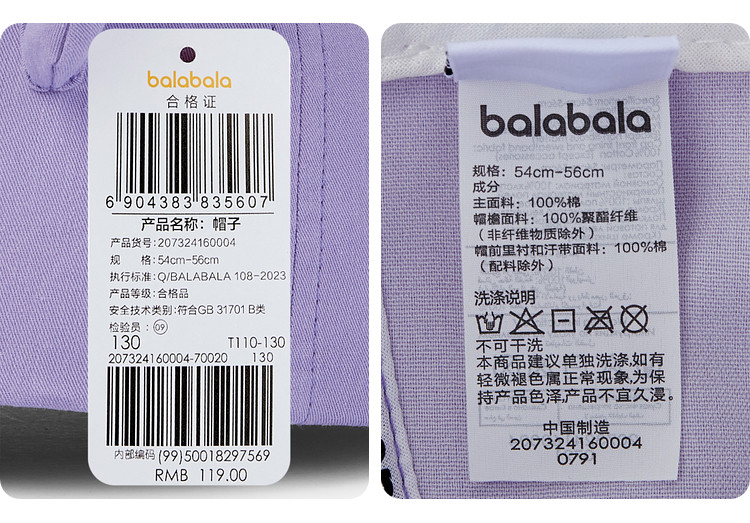 balabala
合格证
6 904383 835607
产品名称: 帽子
产品货号: 207324160004
规 格: 54cm-56cm
执行标准: Q/BALABALA 108-2023
产品等级: 合格品
安全技术类别: 符合GB 31701 B类
检验员: 09
130 T110-130
207324160004-70020 130
内部编码 (99)50018297569
RMB 119.00
balabala
规格: 54cm-56cm
成分
主面料: 100%棉
帽檐面料: 100%聚酯纤维
(非纤维物质除外)
帽前里衬和汗带面料: 100%棉
(配料除外)
洗涤说明
不可干洗
本商品建议单独洗涤,如有
轻微褪色属正常现象,为保
持产品色泽,产品不宜久浸。
中国制造
207324160004
0791